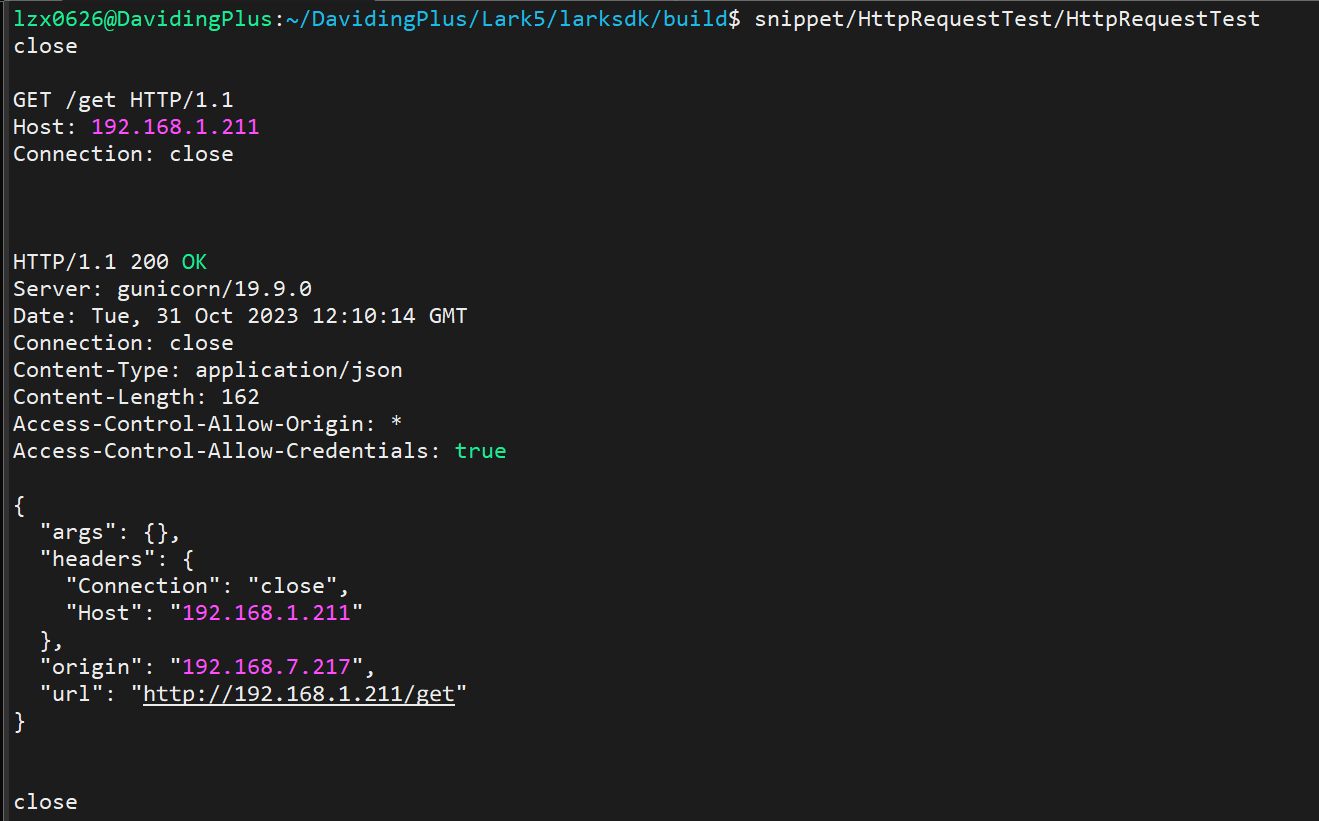 lzx0626@DavidingPlus:~/DavidingPlus/Lark5/larksdk/build$ snippet/HttpRequestTest/HttpRequestTest
close
GET /get HTTP/1.1
Host: 192.168.1.211
Connection: close
HTTP/1.1 200 OK
Server: gunicorn/19.9.0
Date: Tue, 31 Oct 2023 12:10:14 GMT
Connection: close
Content-Type: application/json
Content-Length: 162
Access-Control-Allow-Origin: *
Access-Control-Allow-Credentials: true
{
  "args": {},
  "headers": {
    "Connection": "close",
    "Host": "192.168.1.211"
  },
  "origin": "192.168.7.217",
  "url": "http://192.168.1.211/get"
}
close